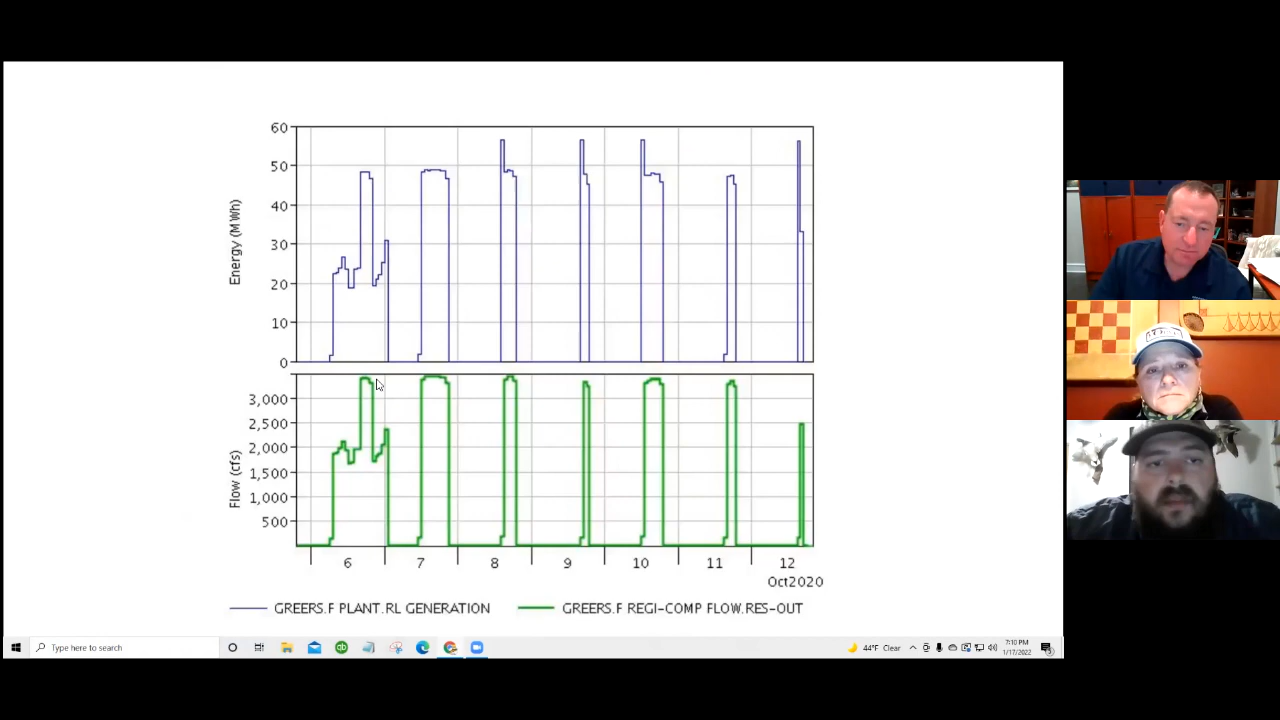 60
50
40
30
20
10
0
Energy (MWh)
3,000
2,500
2,000
1,500
1,000
500
Flow (cfs)
6 7 8 9 10 11 12
Oct2020
GREERS.F PLANT.RL GENERATION GREERS.F REGI-COMP FLOW.RES-OUT
Type here to search
44°F Clear
7:10 PM
1/17/2022